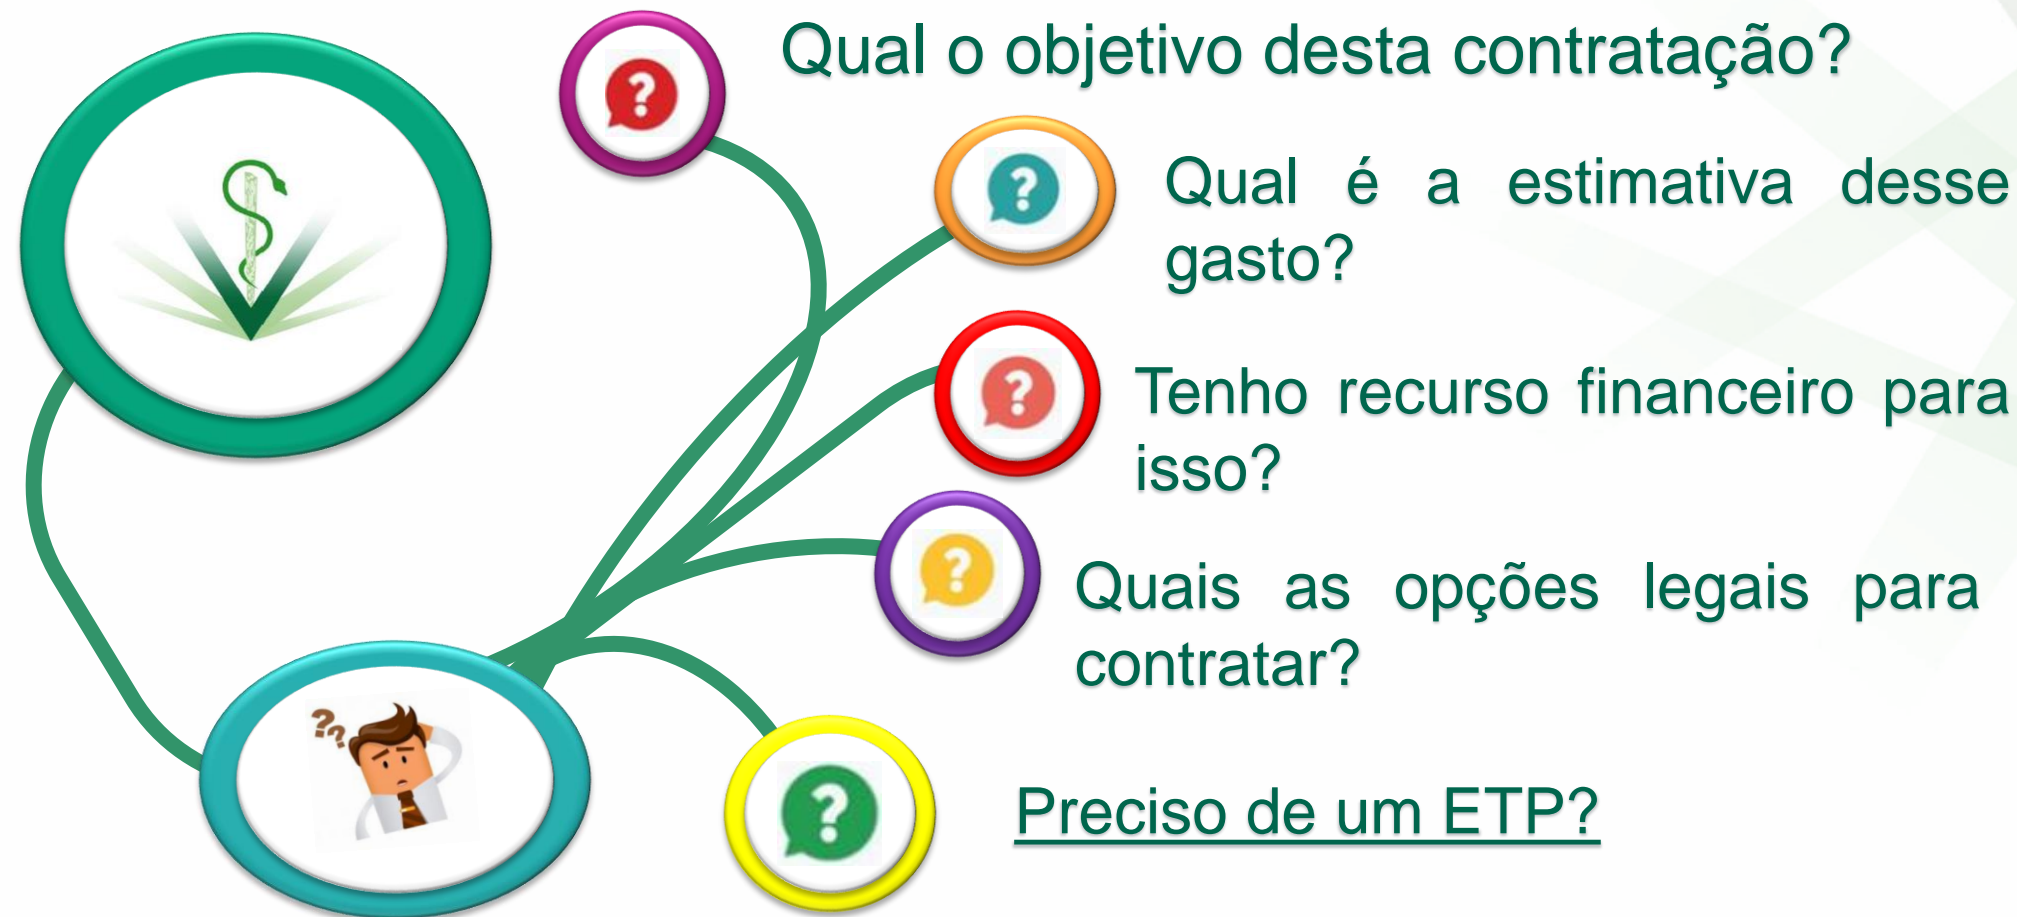 Qual o objetivo desta contratação?
Qual é a estimativa desse
gasto?
Tenho recurso financeiro para
isso?
Quais as opções legais para
contratar?
??
Preciso de um ETP?